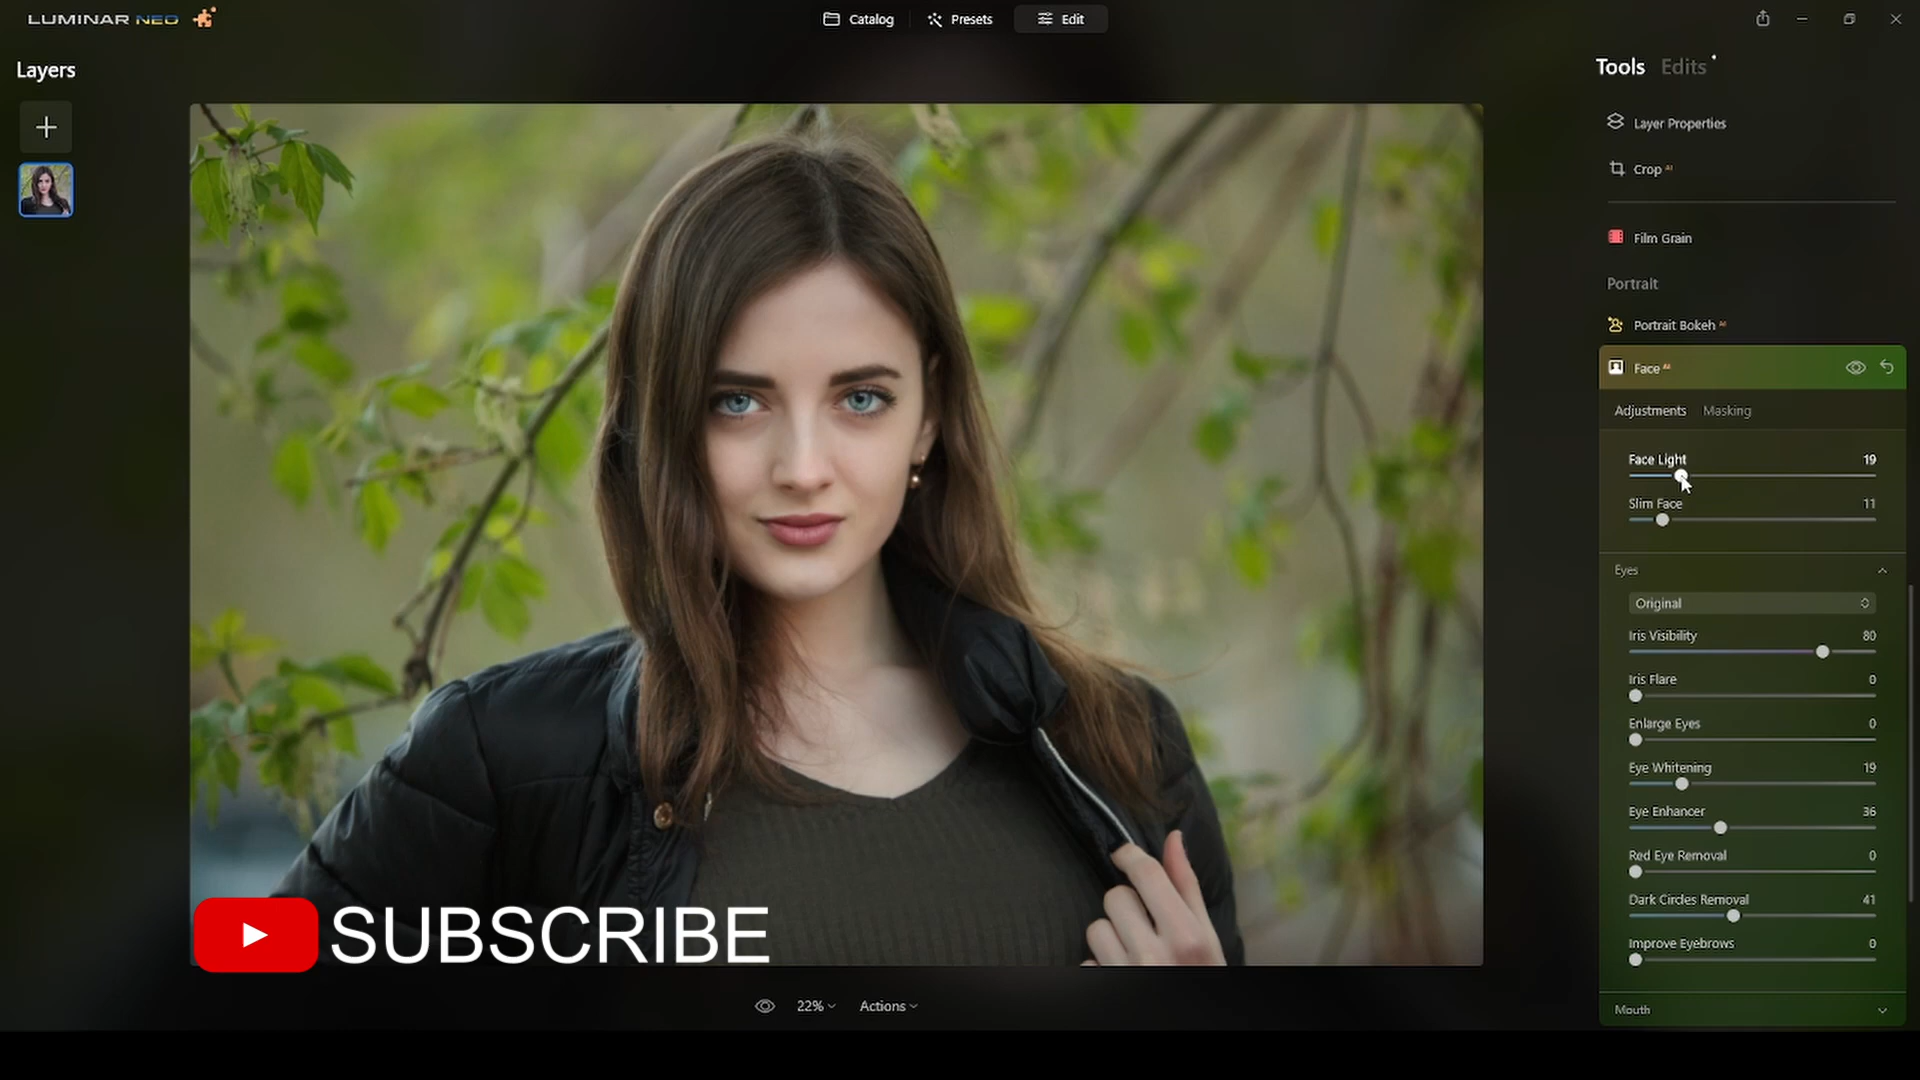 LUMINAR NEO
Catalog
Presets
Edit
Layers
Tools Edits
Layer Properties
Crop AI
Film Grain
Portrait
Portrait Bokeh AI
Face AI
Adjustments Masking
Face Light 19
Slim Face 11
Eyes
Original
Iris Visibility 80
Iris Flare 0
Enlarge Eyes 0
Eye Whitening 19
Eye Enhancer 36
Red Eye Removal 0
Dark Circles Removal 41
Improve Eyebrows 0
Mouth
SUBSCRIBE
22%
Actions